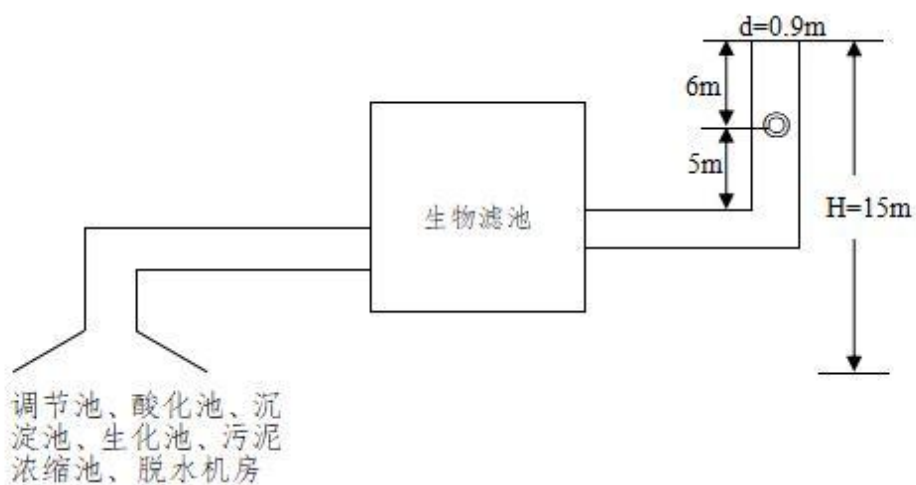 d=0.9m
6m
5m
H=15m
生物滤池
调节池、酸化池、沉
淀池、生化池、污泥
浓缩池、脱水机房